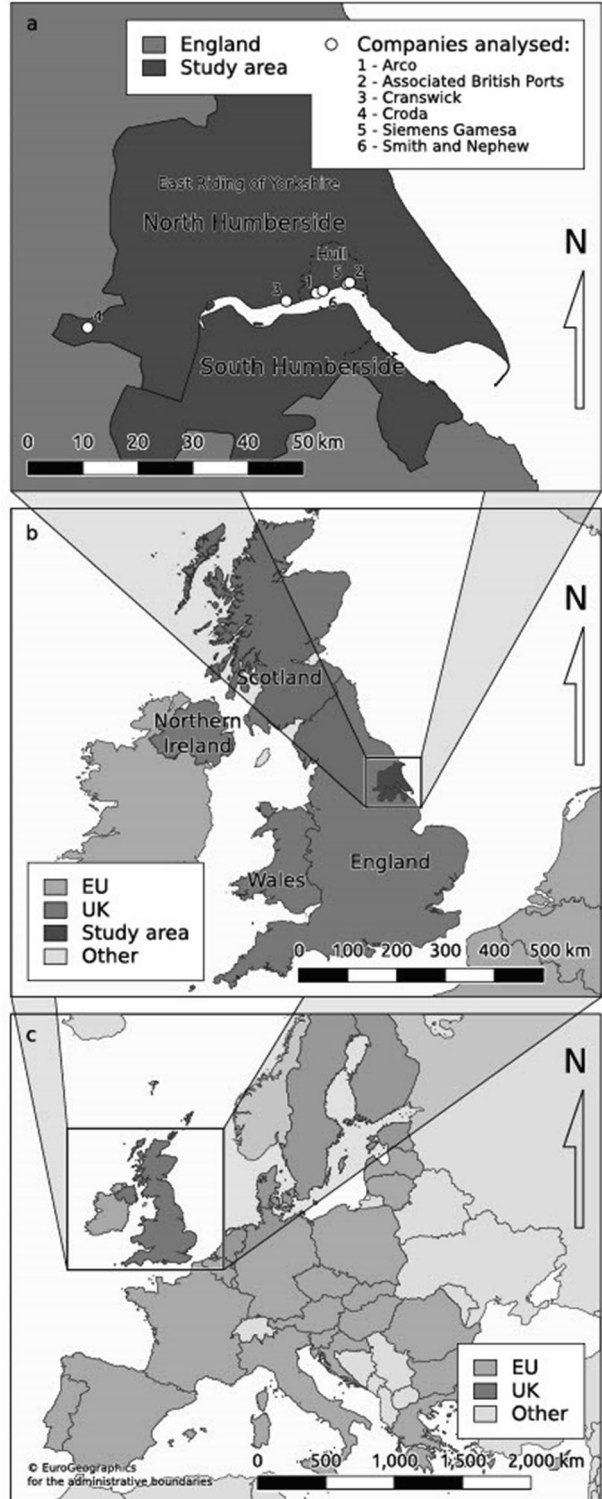 a
England
Study area
Companies analysed:
1 - Arco
2 - Associated British Ports
3 - Cranswick
4 - Croda
5 - Siemens Gamesa
6 - Smith and Nephew
East Riding of Yorkshire
North Humberside
Hull
N
1
5
2
3
6
4
South Humberside
0 10 20 30 40 50 km
b
N
Scotland
Northern
Ireland
England
Wales
EU
UK
Study area
Other
0 100 200 300 400 500 km
c
N
EU
UK
Other
© EuroGeographics
for the administrative boundaries
0 500 1,000 1,500 2,000 km